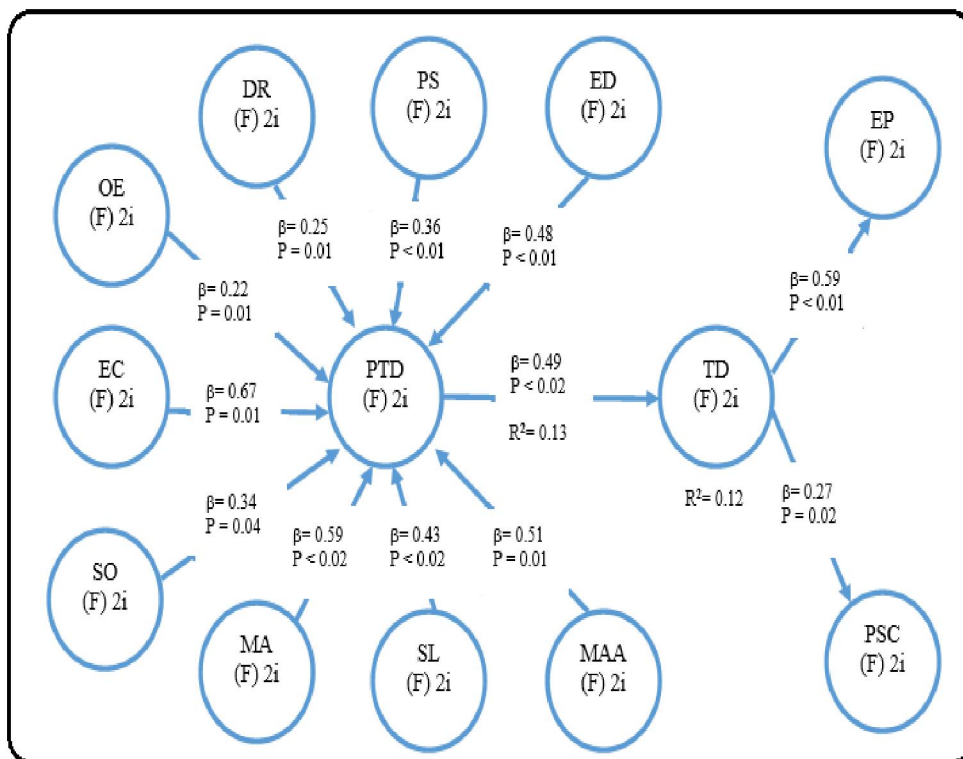 DR
(F) 2i
PS
(F) 2i
ED
(F) 2i
EP
(F) 2i
OE
(F) 2i
β= 0.25
P = 0.01
β= 0.36
P < 0.01
β= 0.48
P < 0.01
β= 0.22
P = 0.01
β= 0.59
P < 0.01
EC
(F) 2i
β= 0.67
P = 0.01
PTD
(F) 2i
β= 0.49
P < 0.02
R²= 0.13
TD
(F) 2i
R²= 0.12
β= 0.27
P = 0.02
β= 0.34
P = 0.04
β= 0.59
P < 0.02
β= 0.43
P < 0.02
β= 0.51
P = 0.01
SO
(F) 2i
MA
(F) 2i
SL
(F) 2i
MAA
(F) 2i
PSC
(F) 2i